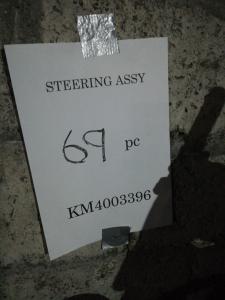 STEERING ASSY
69 pc
KM4003396